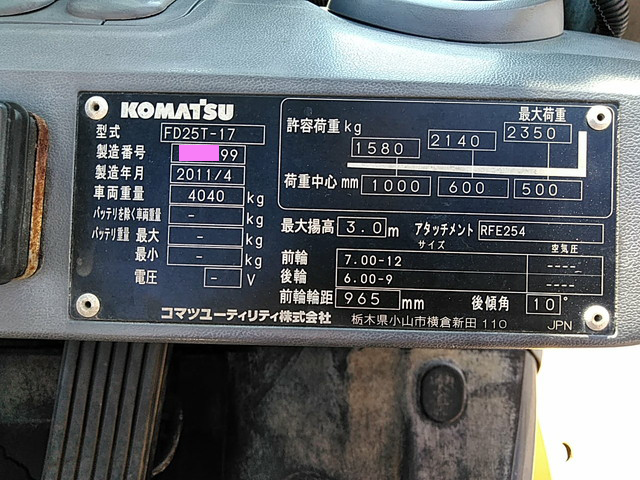 KOMATSU
型式 FD25T-17
製造番号 99
製造年月 2011/4
車両重量 4040 kg
バッテリを除く車両重量 - kg
バッテリ重量 最大 - kg
最小 - kg
電圧 - V
最大荷重
許容荷重 kg 1580 2140 2350
荷重中心 mm 1000 600 500
最大揚高 3.0 m アタッチメント RFE254
サイズ 空気圧
前輪 7.00-12 ----
後輪 6.00-9 ----
前輪輪距 965 mm 後傾角 10°
コマツユーティリティ株式会社 栃木県小山市横倉新田 110 JPN